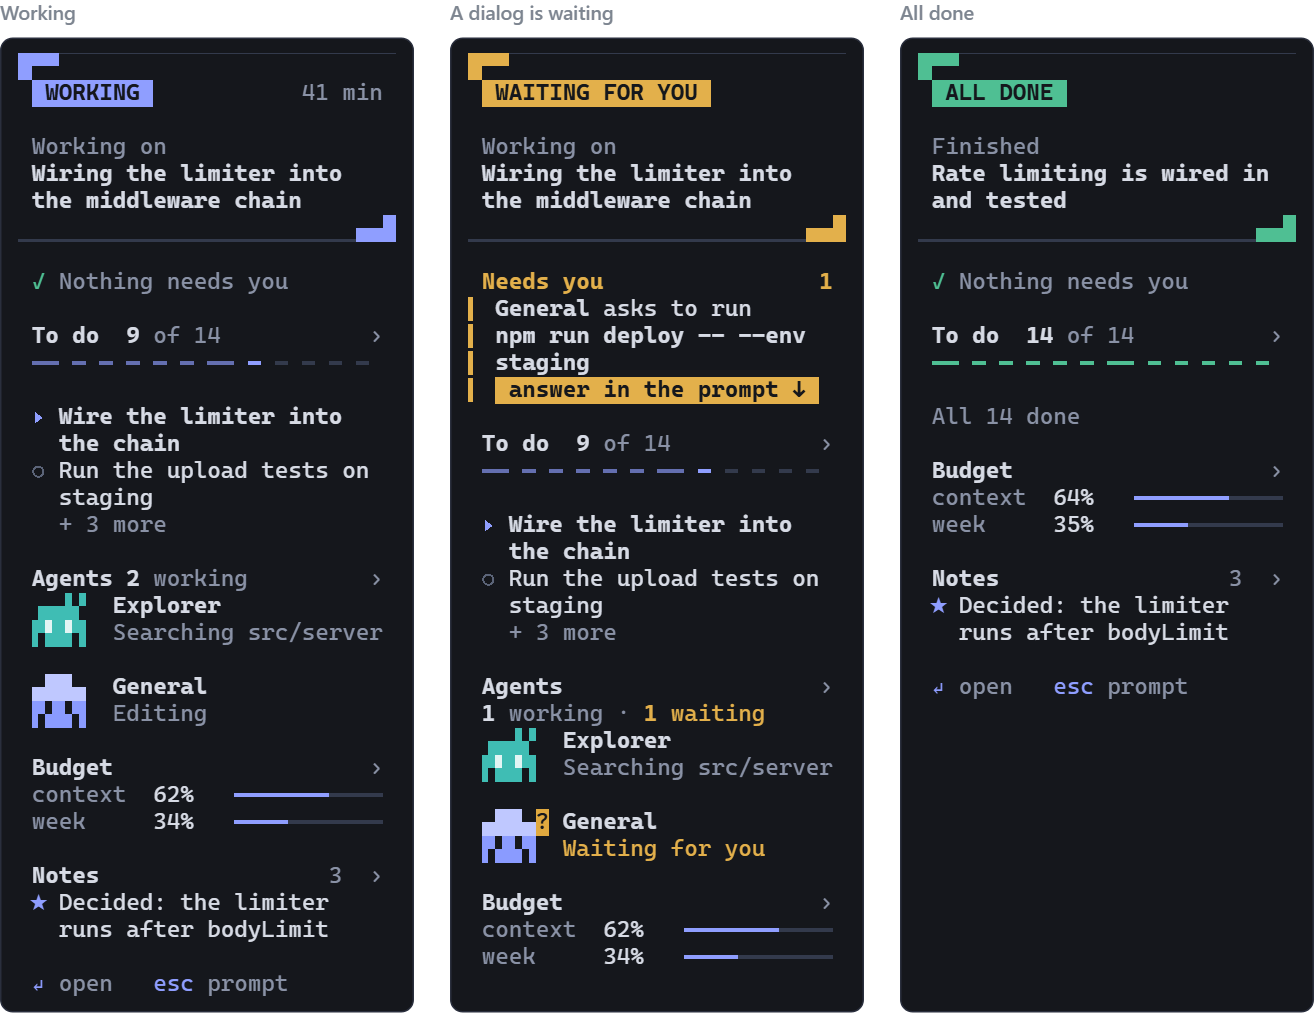 Working
WORKING 41 min
Working on
Wiring the limiter into
the middleware chain
✓ Nothing needs you
To do 9 of 14 ›
Wire the limiter into
the chain
○ Run the upload tests on
staging
+ 3 more
Agents 2 working ›
Explorer
Searching src/server
General
Editing
Budget ›
context 62%
week 34%
Notes 3 ›
★ Decided: the limiter
runs after bodyLimit
↲ open esc prompt
A dialog is waiting
WAITING FOR YOU
Working on
Wiring the limiter into
the middleware chain
Needs you 1
General asks to run
npm run deploy -- --env
staging
answer in the prompt ↓
To do 9 of 14 ›
Wire the limiter into
the chain
○ Run the upload tests on
staging
+ 3 more
Agents ›
1 working · 1 waiting
Explorer
Searching src/server
? General
Waiting for you
Budget ›
context 62%
week 34%
All done
ALL DONE
Finished
Rate limiting is wired in
and tested
✓ Nothing needs you
To do 14 of 14 ›
All 14 done
Budget ›
context 64%
week 35%
Notes 3 ›
★ Decided: the limiter
runs after bodyLimit
↲ open esc prompt